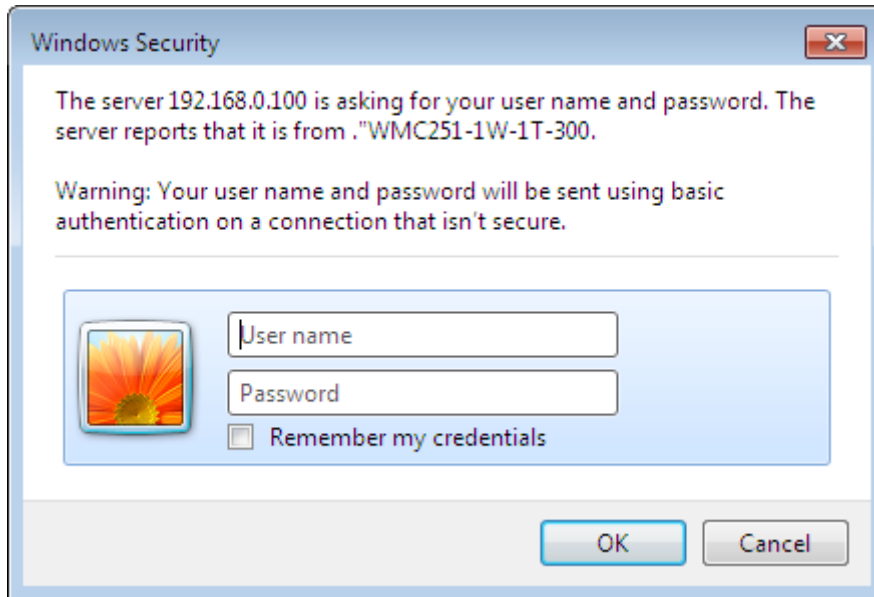 Windows Security
The server 192.168.0.100 is asking for your user name and password. The
server reports that it is from ."WMC251-1W-1T-300.
Warning: Your user name and password will be sent using basic
authentication on a connection that isn't secure.
User name
Password
Remember my credentials
OK
Cancel